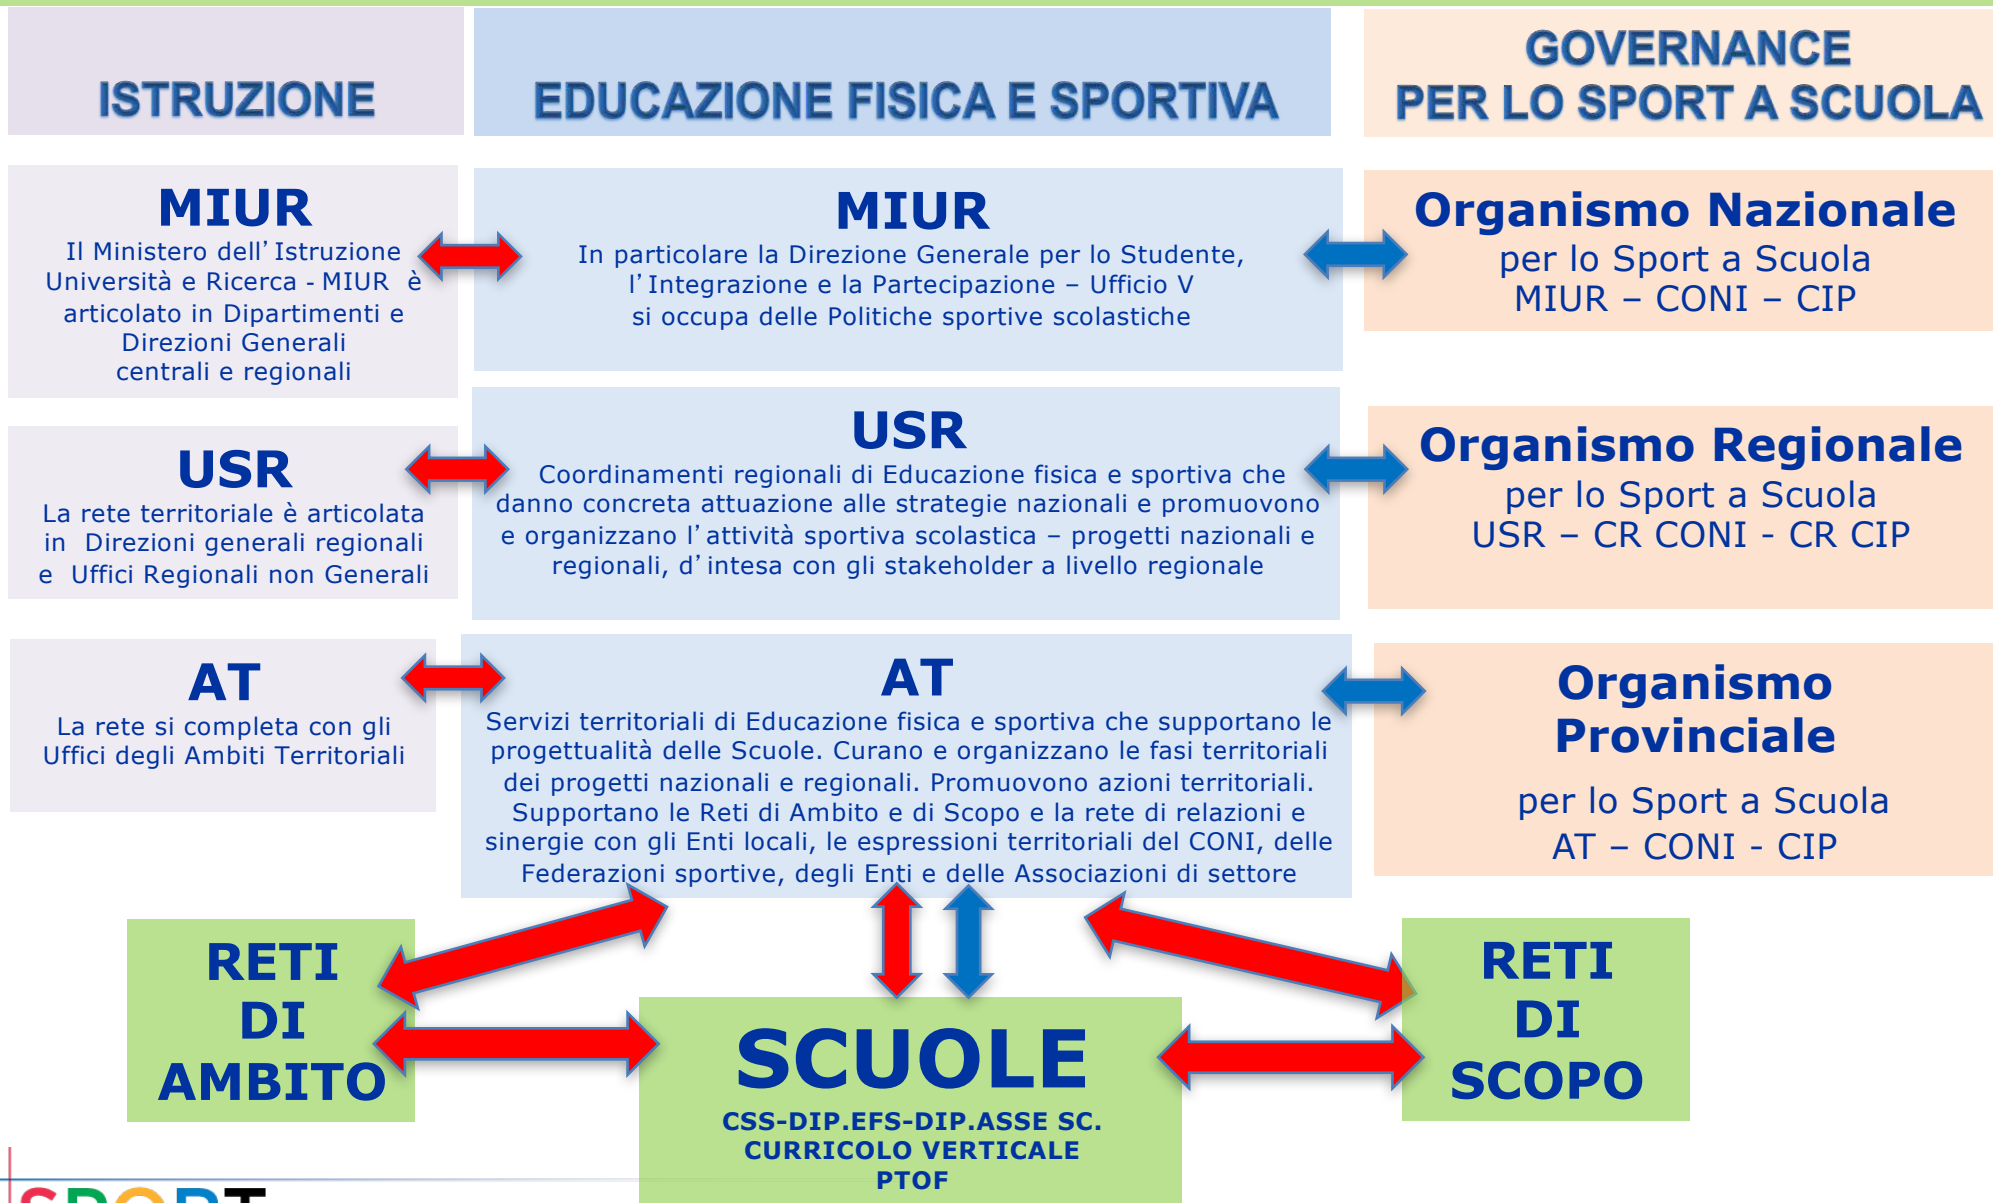 ISTRUZIONE
EDUCAZIONE FISICA E SPORTIVA
GOVERNANCE
PER LO SPORT A SCUOLA
MIUR
Il Ministero dell’Istruzione
Università e Ricerca - MIUR è
articolato in Dipartimenti e
Direzioni Generali
centrali e regionali
MIUR
In particolare la Direzione Generale per lo Studente,
l’Integrazione e la Partecipazione – Ufficio V
si occupa delle Politiche sportive scolastiche
Organismo Nazionale
per lo Sport a Scuola
MIUR – CONI – CIP
USR
La rete territoriale è articolata
in Direzioni generali regionali
e Uffici Regionali non Generali
USR
Coordinamenti regionali di Educazione fisica e sportiva che
danno concreta attuazione alle strategie nazionali e promuovono
e organizzano l’attività sportiva scolastica – progetti nazionali e
regionali, d’intesa con gli stakeholder a livello regionale
Organismo Regionale
per lo Sport a Scuola
USR – CR CONI - CR CIP
AT
La rete si completa con gli
Uffici degli Ambiti Territoriali
AT
Servizi territoriali di Educazione fisica e sportiva che supportano le
progettualità delle Scuole. Curano e organizzano le fasi territoriali
dei progetti nazionali e regionali. Promuovono azioni territoriali.
Supportano le Reti di Ambito e di Scopo e la rete di relazioni e
sinergie con gli Enti locali, le espressioni territoriali del CONI, delle
Federazioni sportive, degli Enti e delle Associazioni di settore
Organismo
Provinciale
per lo Sport a Scuola
AT – CONI - CIP
RETI
DI
AMBITO
SCUOLE
CSS-DIP.EFS-DIP.ASSE SC.
CURRICOLO VERTICALE
PTOF
RETI
DI
SCOPO
SPORT